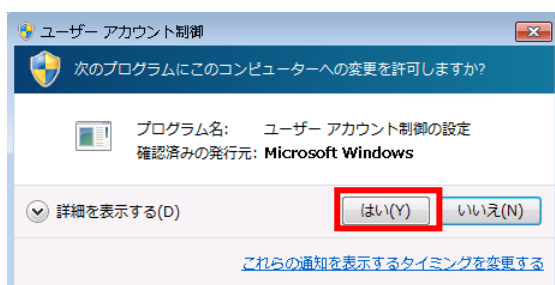 ユーザー アカウント制御
次のプログラムにこのコンピューターへの変更を許可しますか?
プログラム名: ユーザー アカウント制御の設定
確認済みの発行元: Microsoft Windows
詳細を表示する(D) はい(Y) いいえ(N)
これらの通知を表示するタイミングを変更する